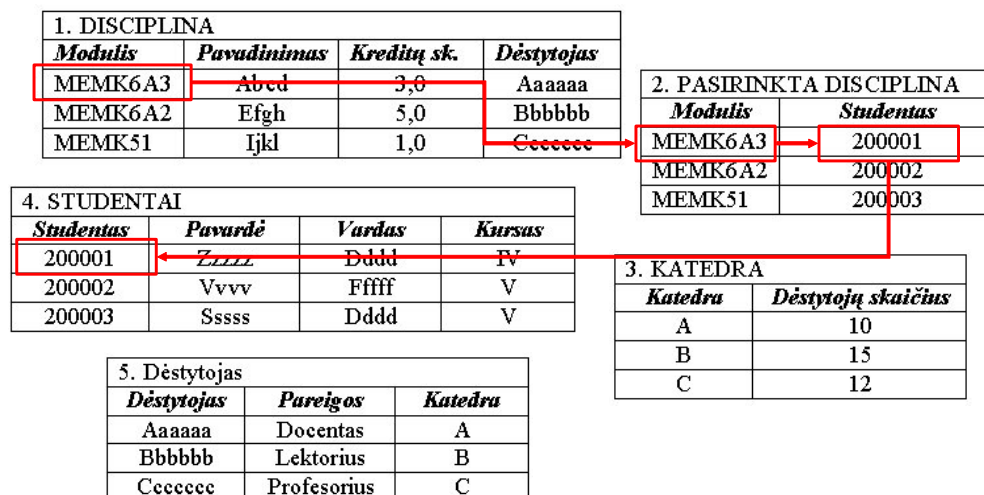 1. DISCIPLINA
Modulis Pavadinimas Kreditų sk. Dėstytojas
MEMK6A3 Abcd 3,0 Aaaaaa
MEMK6A2 Efgh 5,0 Bbbbbb
MEMK51 Ijkl 1,0 Ccccccc
2. PASIRINKTA DISCIPLINA
Modulis Studentas
MEMK6A3 200001
MEMK6A2 200002
MEMK51 200003
4. STUDENTAI
Studentas Pavardė Vardas Kursas
200001 Zzzzz Dddd IV
200002 Vvvv Fffff V
200003 Sssss Dddd V
3. KATEDRA
Katedra Dėstytojų skaičius
A 10
B 15
C 12
5. Dėstytojas
Dėstytojas Pareigos Katedra
Aaaaaa Docentas A
Bbbbbb Lektorius B
Ccccccc Profesorius C